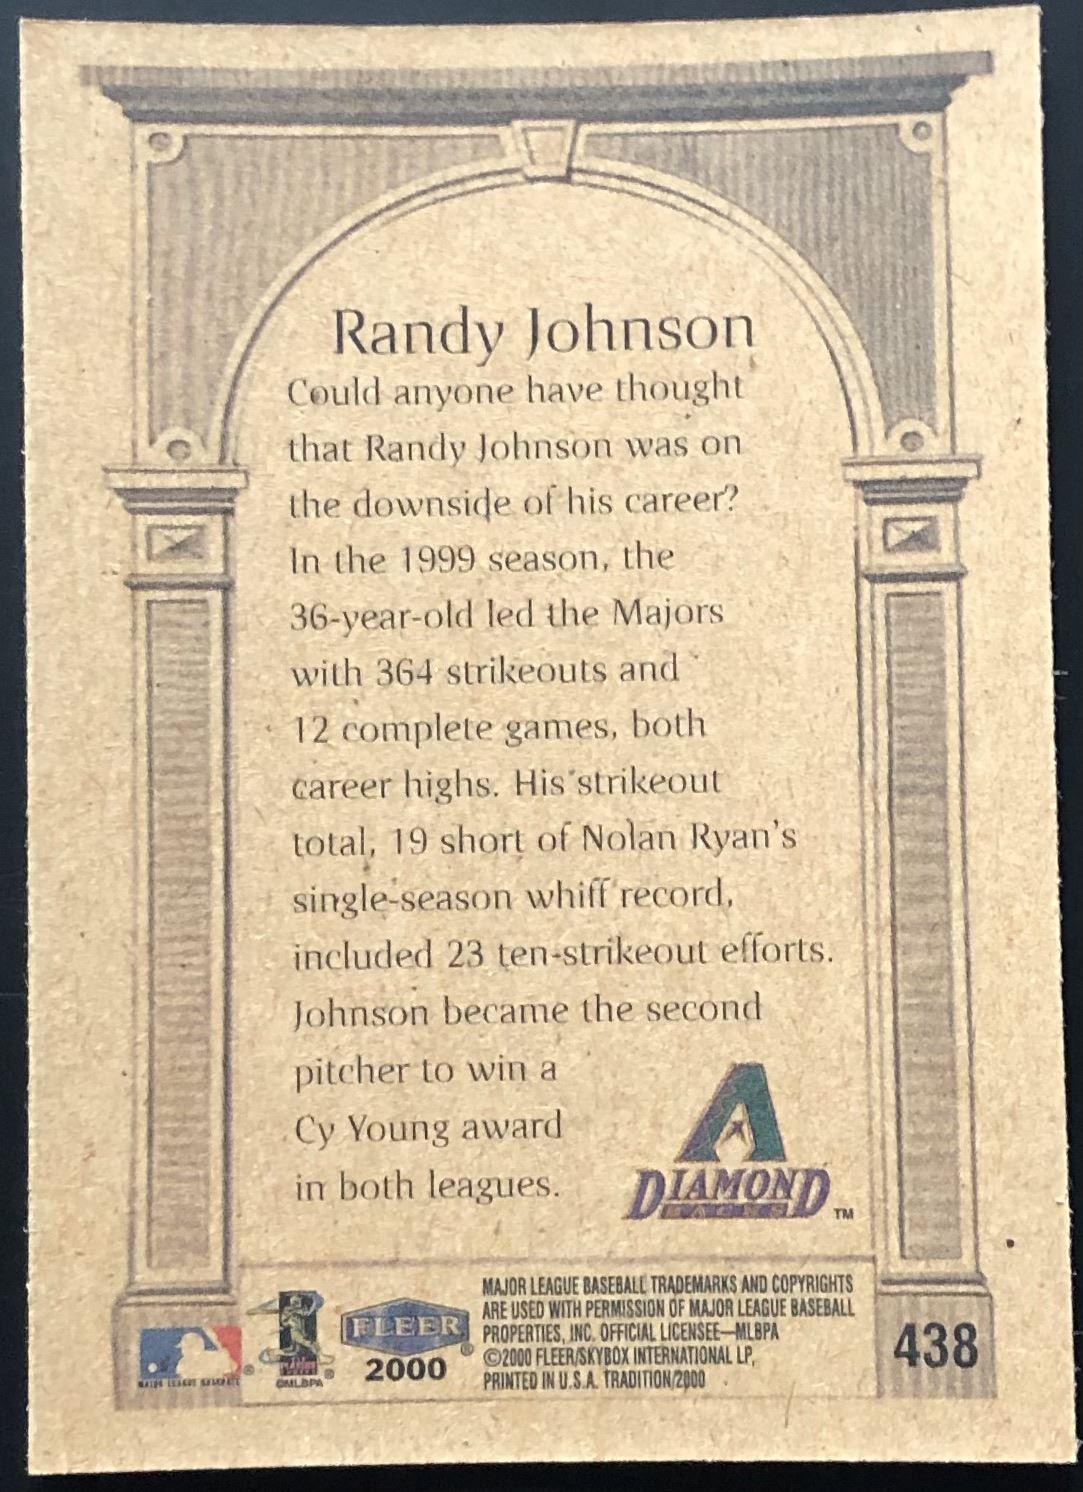 Randy Johnson
Could anyone have thought
that Randy Johnson was on
the downside of his career?
In the 1999 season, the
36-year-old led the Majors
with 364 strikeouts and
12 complete games, both
career highs. His strikeout
total, 19 short of Nolan Ryan's
single-season whiff record,
included 23 ten-strikeout efforts.
Johnson became the second
pitcher to win a
Cy Young award
in both leagues.
A
DIAMOND
BACKS TM
MAJOR LEAGUE BASEBALL TRADEMARKS AND COPYRIGHTS
ARE USED WITH PERMISSION OF MAJOR LEAGUE BASEBALL
PROPERTIES, INC. OFFICIAL LICENSEE—MLBPA
©2000 FLEER/SKYBOX INTERNATIONAL LP,
PRINTED IN U.S.A. TRADITION/2000
MAJOR LEAGUE BASEBALL®
©MLBPA®
FLEER®
2000
438